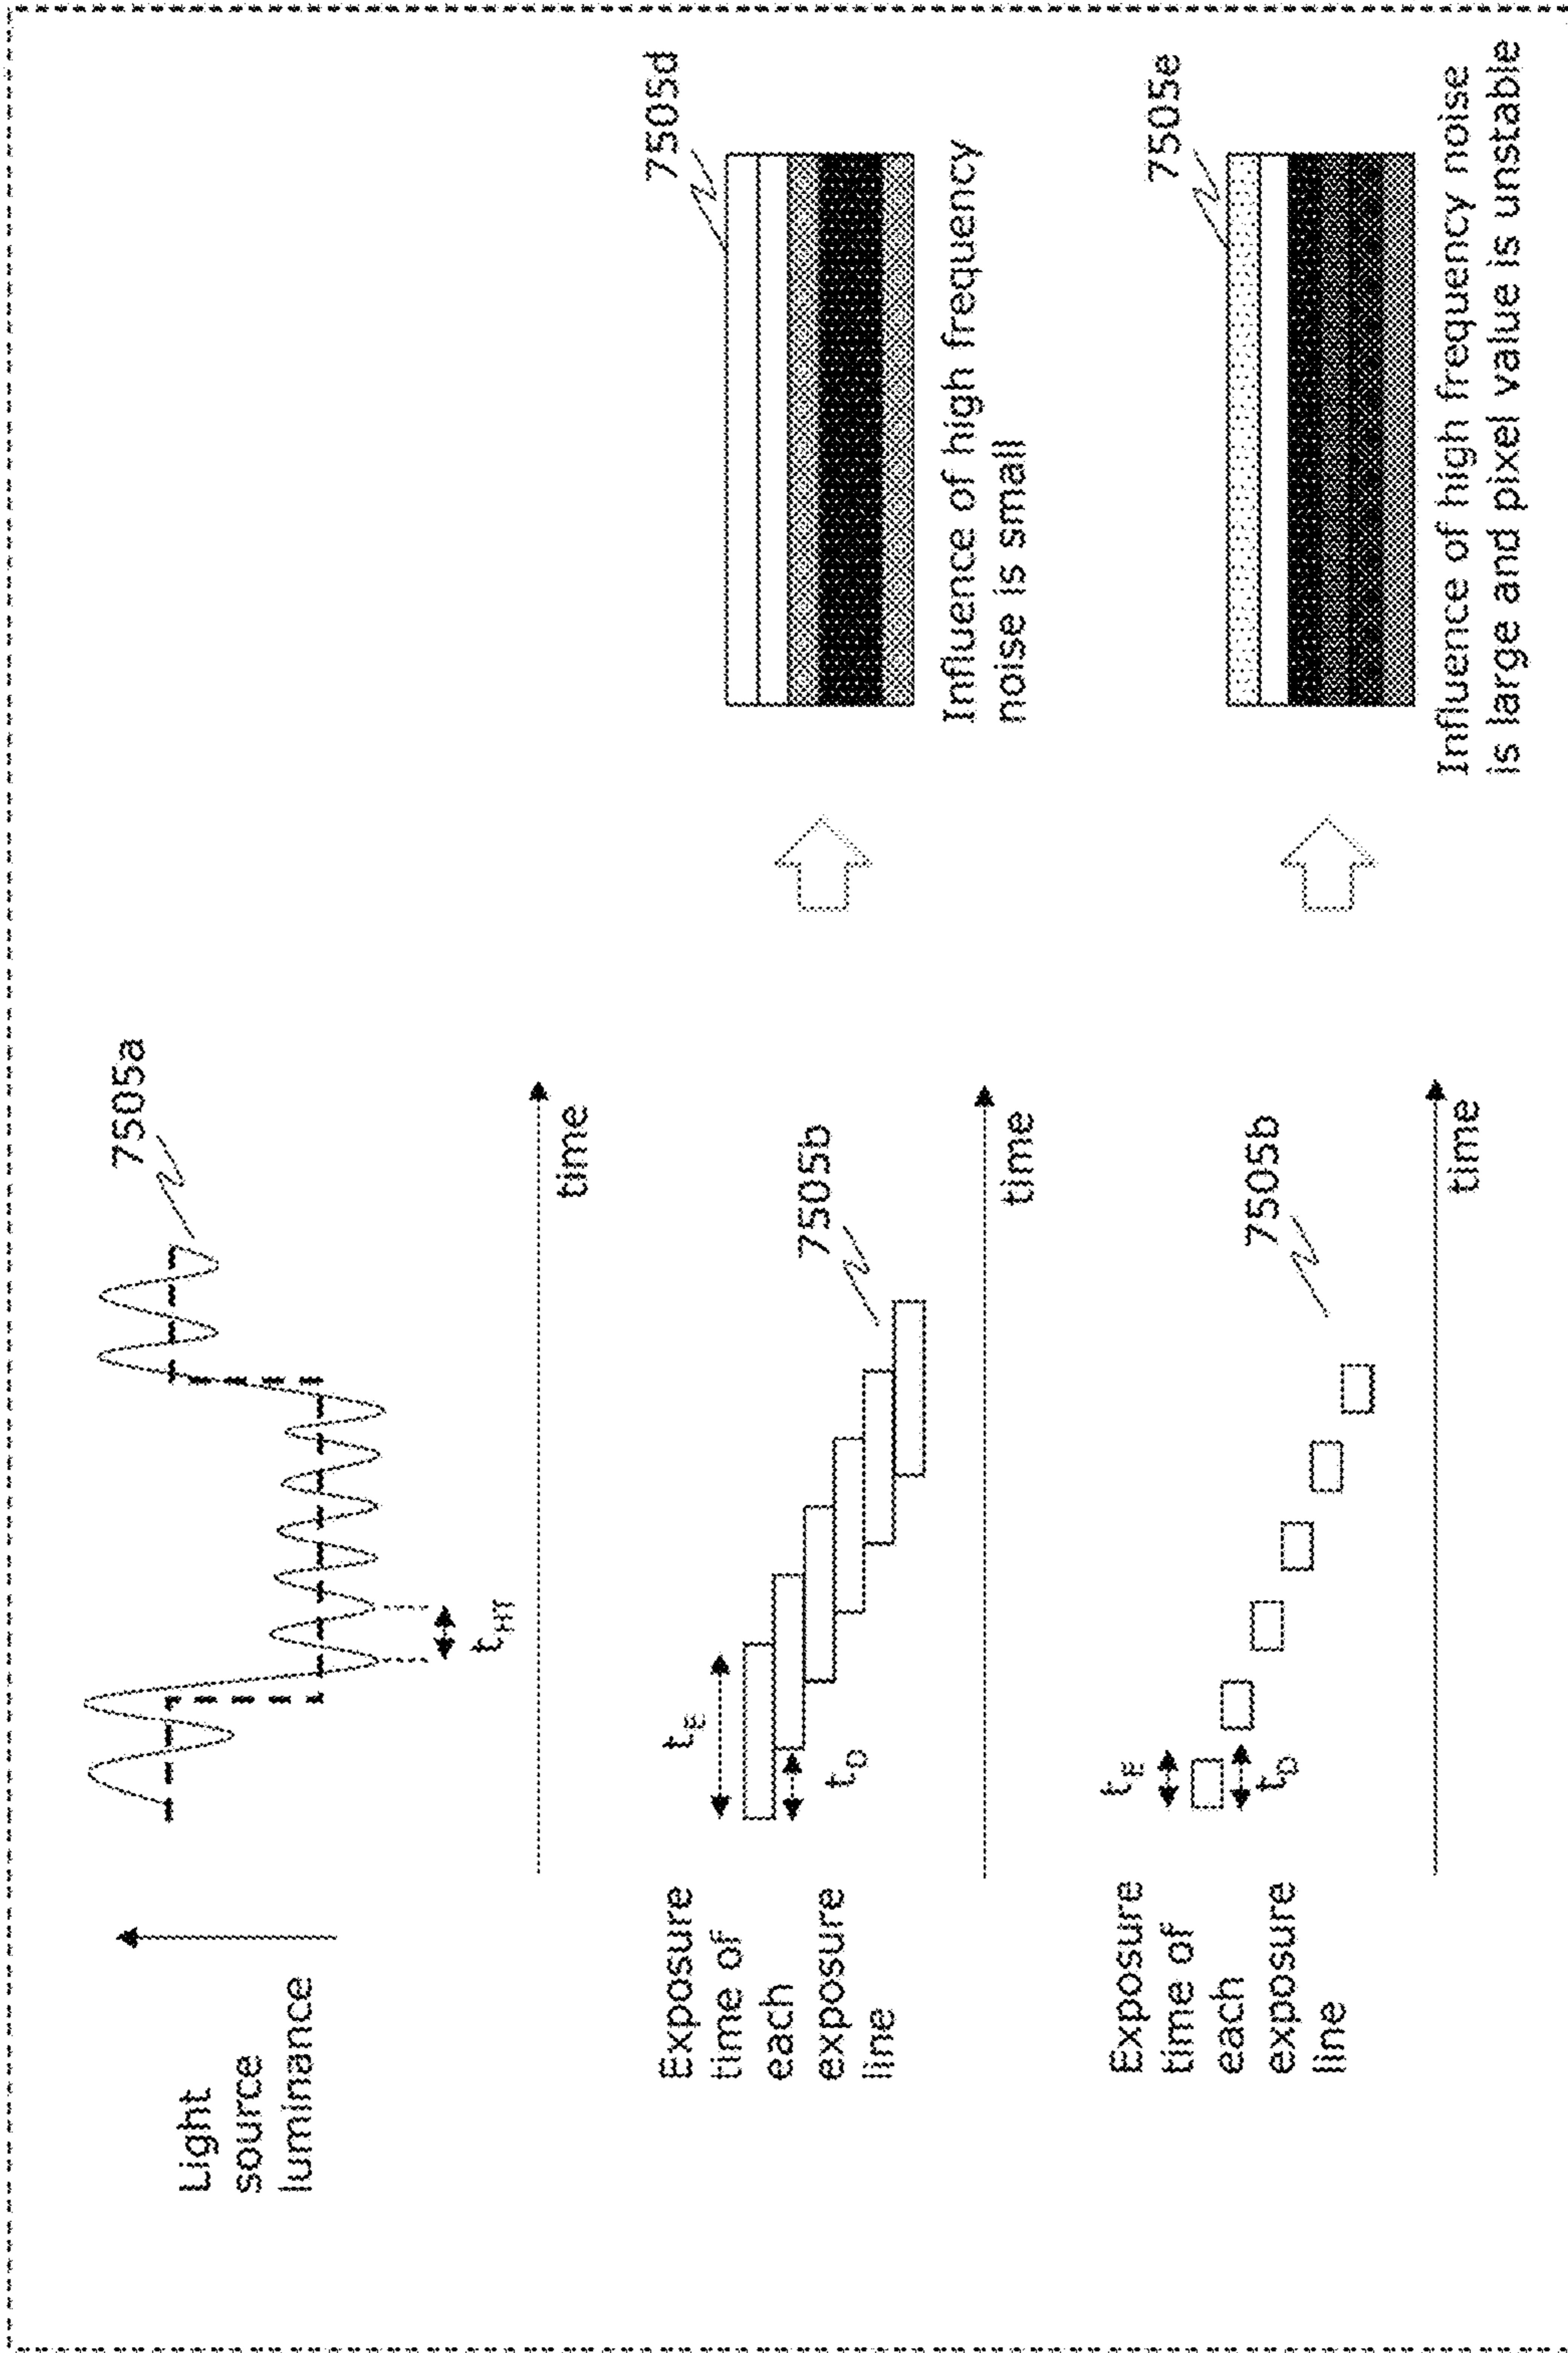 Light
source
luminance
7505a
t_HT
time
Exposure
time of
each
exposure
line
t_E
t_D
7505b
time
7505d
Influence of high frequency
noise is small
Exposure
time of
each
exposure
line
t_E
t_D
7505b
time
7505e
Influence of high frequency noise
is large and pixel value is unstable